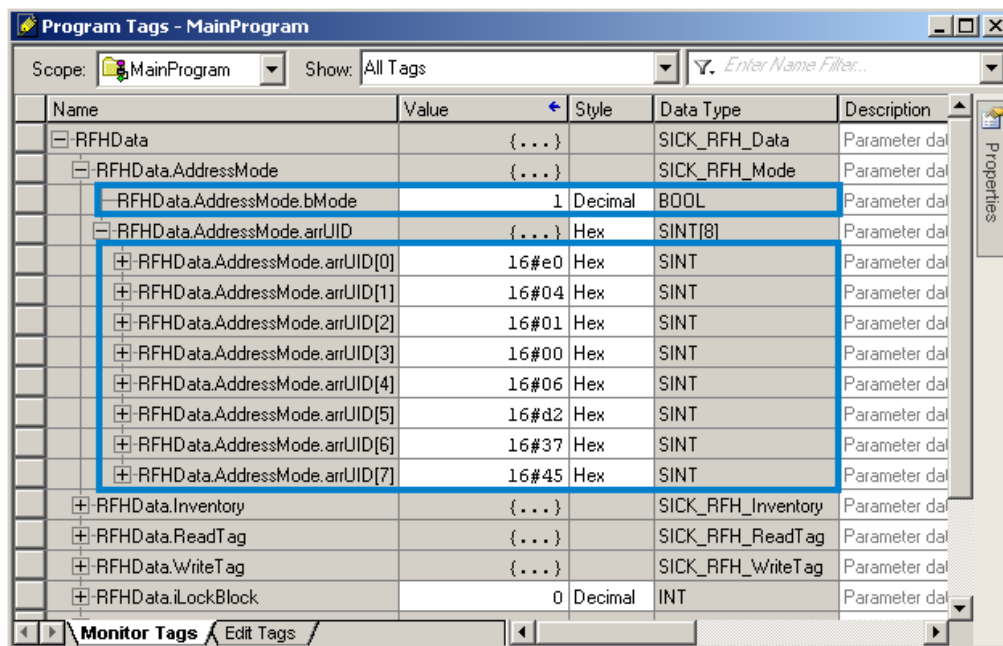 Program Tags - MainProgram
Scope: MainProgram Show: All Tags Enter Name Filter...
Name Value Style Data Type Description
RFHData {...} SICK_RFH_Data Parameter dat
RFHData.AddressMode {...} SICK_RFH_Mode Parameter dat
RFHData.AddressMode.bMode 1 Decimal BOOL Parameter dat
RFHData.AddressMode.arrUID {...} Hex SINT[8] Parameter dat
RFHData.AddressMode.arrUID[0] 16#e0 Hex SINT Parameter dat
RFHData.AddressMode.arrUID[1] 16#04 Hex SINT Parameter dat
RFHData.AddressMode.arrUID[2] 16#01 Hex SINT Parameter dat
RFHData.AddressMode.arrUID[3] 16#00 Hex SINT Parameter dat
RFHData.AddressMode.arrUID[4] 16#06 Hex SINT Parameter dat
RFHData.AddressMode.arrUID[5] 16#d2 Hex SINT Parameter dat
RFHData.AddressMode.arrUID[6] 16#37 Hex SINT Parameter dat
RFHData.AddressMode.arrUID[7] 16#45 Hex SINT Parameter dat
RFHData.Inventory {...} SICK_RFH_Inventory Parameter dat
RFHData.ReadTag {...} SICK_RFH_ReadTag Parameter dat
RFHData.WriteTag {...} SICK_RFH_WriteTag Parameter dat
RFHData.iLockBlock 0 Decimal INT Parameter dat
Monitor Tags Edit Tags
Properties